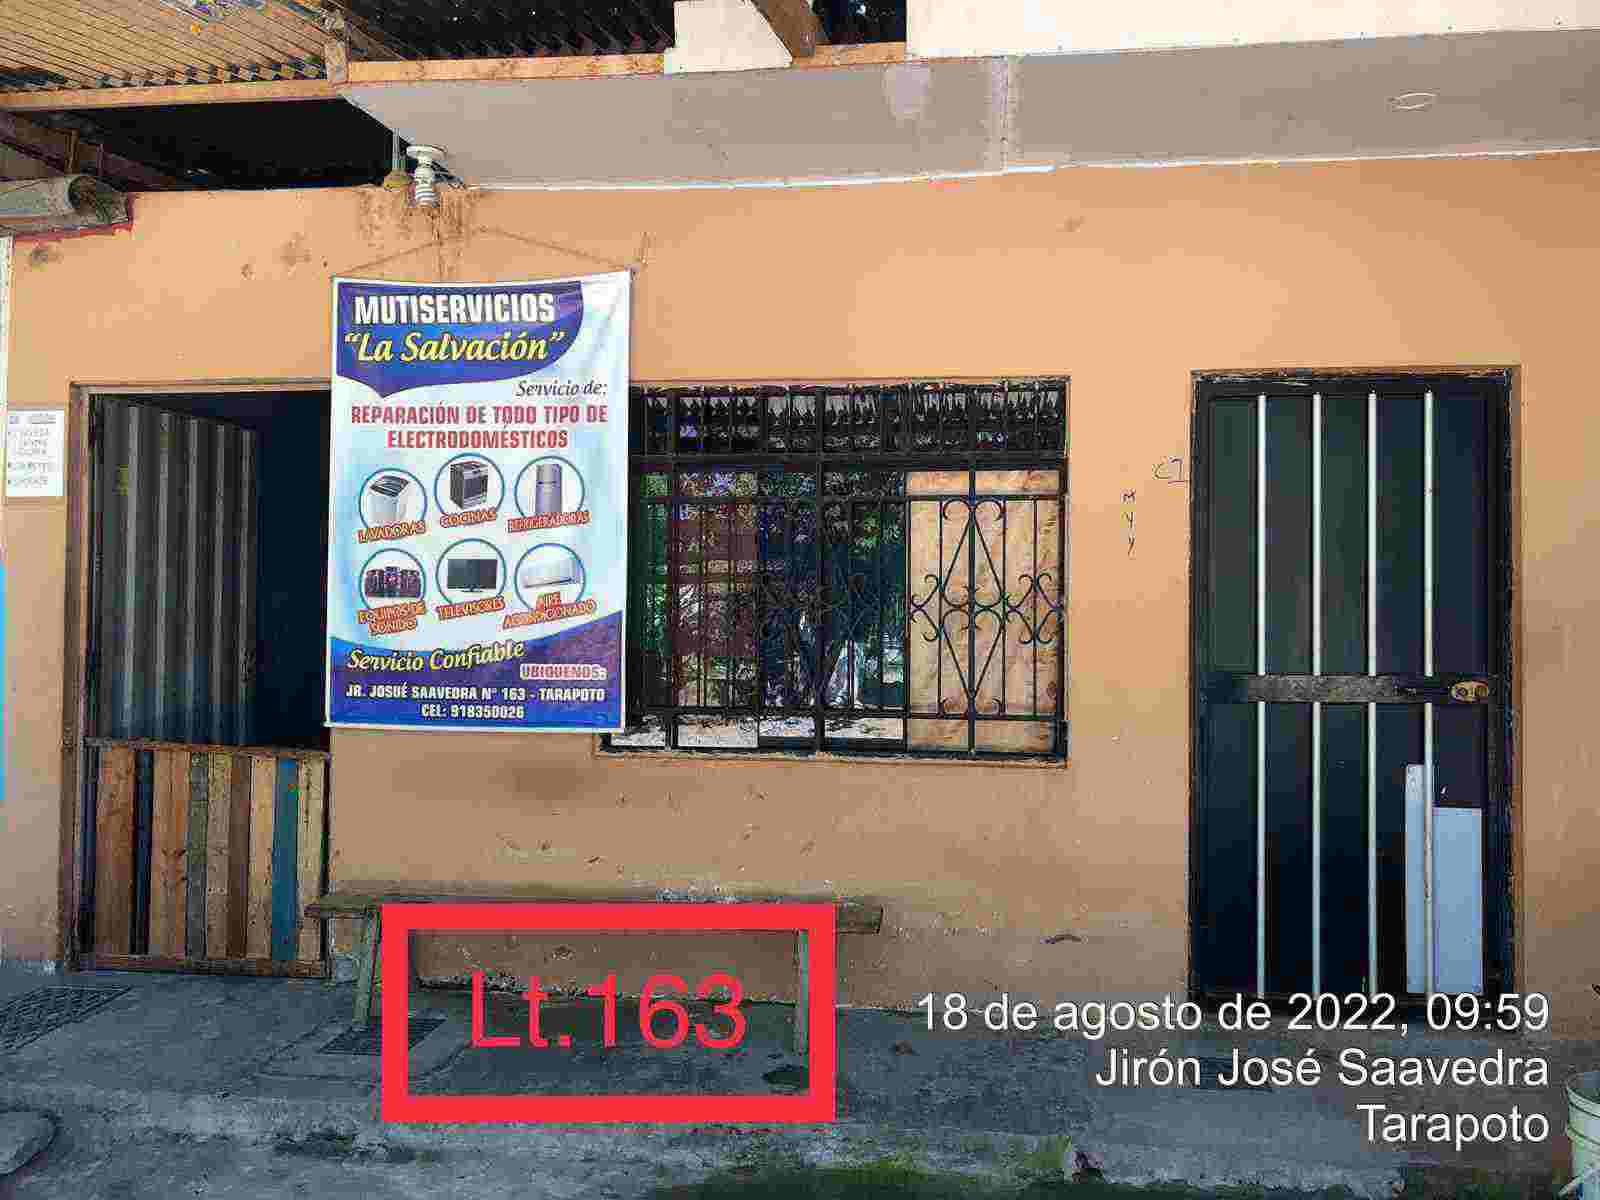 MUTISERVICIOS
"La Salvación"
Servicio de:
REPARACIÓN DE TODO TIPO DE
ELECTRODOMÉSTICOS
LAVADORAS
COCINAS
REFRIGERADORAS
EQUIPOS DE
SONIDO
TELEVISORES
AIRE
ACONDICIONADO
Servicio Confiable
UBIQUENOS:
JR. JOSUÉ SAAVEDRA Nº 163 - TARAPOTO
CEL: 918350026
Lt.163
18 de agosto de 2022, 09:59
Jirón José Saavedra
Tarapoto